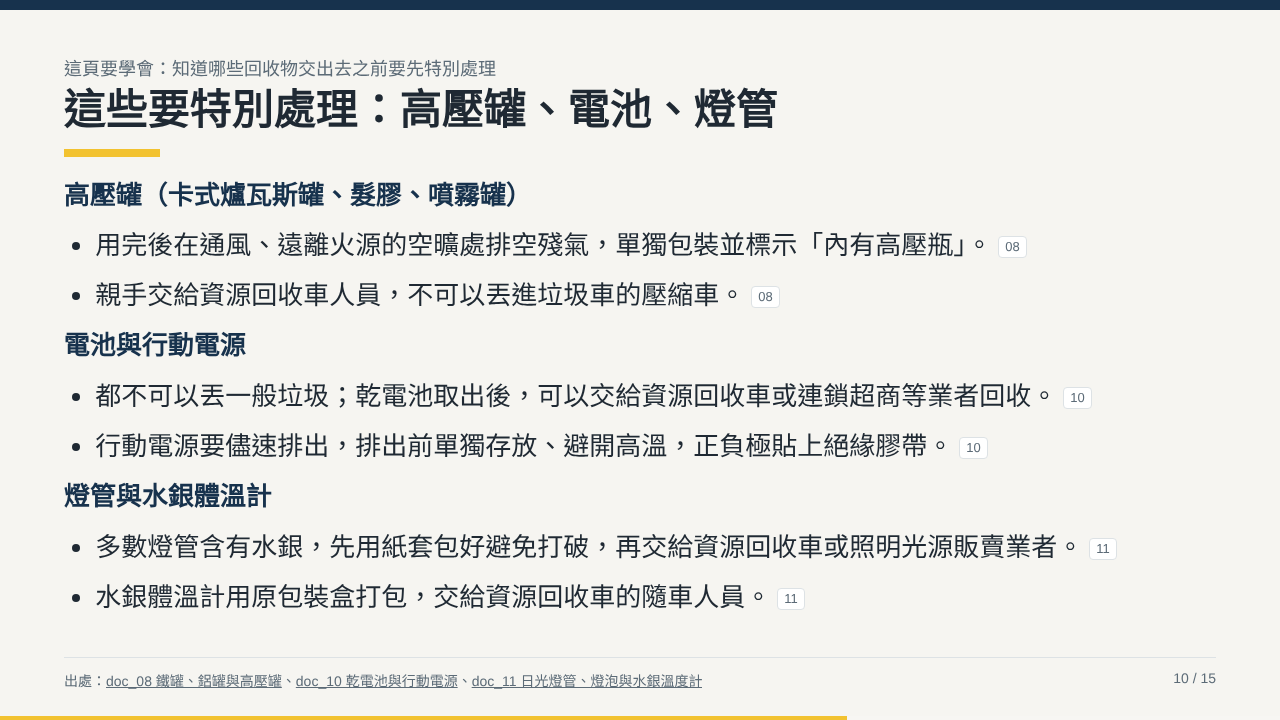 這頁要學會：知道哪些回收物交出去之前要先特別處理
這些要特別處理：高壓罐、電池、燈管
高壓罐（卡式爐瓦斯罐、髮膠、噴霧罐）
• 用完後在通風、遠離火源的空曠處排空殘氣，單獨包裝並標示「內有高壓瓶」。 08
• 親手交給資源回收車人員，不可以丟進垃圾車的壓縮車。 08
電池與行動電源
• 都不可以丟一般垃圾；乾電池取出後，可以交給資源回收車或連鎖超商等業者回收。 10
• 行動電源要儘速排出，排出前單獨存放、避開高溫，正負極貼上絕緣膠帶。 10
燈管與水銀體溫計
• 多數燈管含有水銀，先用紙套包好避免打破，再交給資源回收車或照明光源販賣業者。 11
• 水銀體溫計用原包裝盒打包，交給資源回收車的隨車人員。 11
出處：doc_08 鐵罐、鋁罐與高壓罐、doc_10 乾電池與行動電源、doc_11 日光燈管、燈泡與水銀溫度計
10 / 15